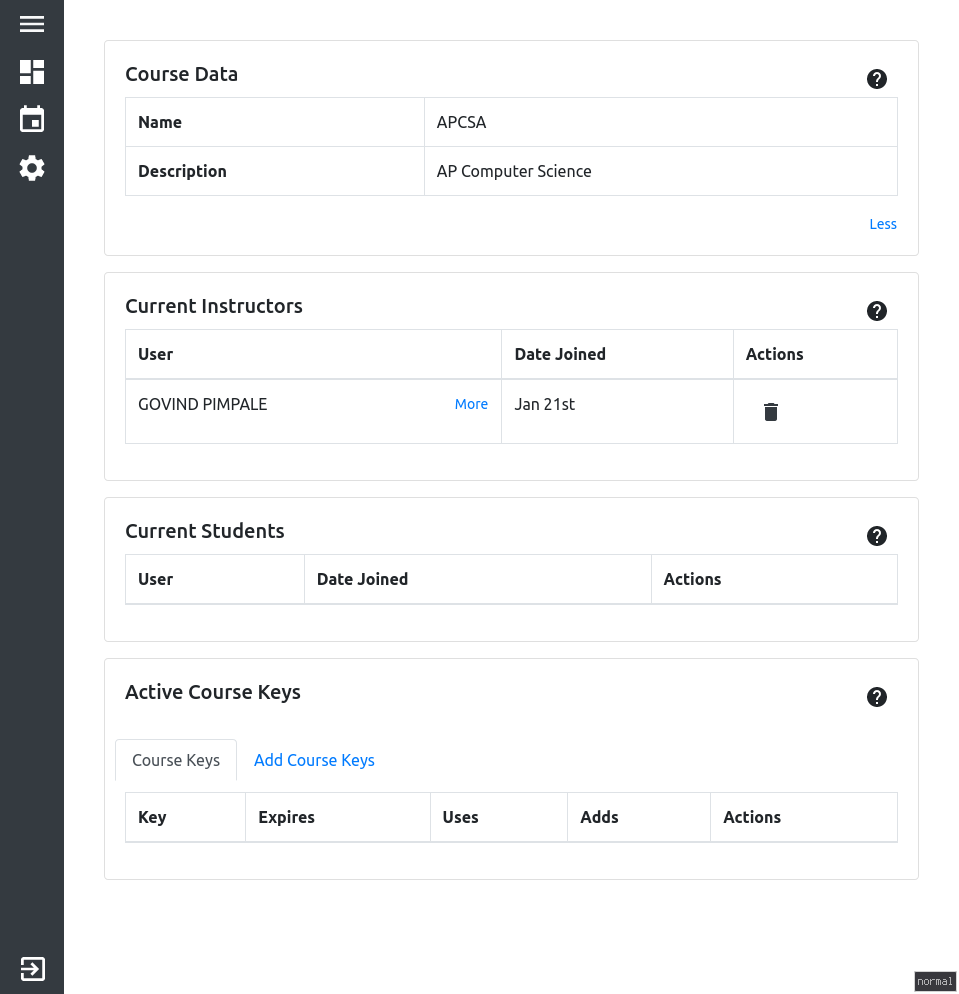 Course Data
Name APCSA
Description AP Computer Science
Less
Current Instructors
User Date Joined Actions
GOVIND PIMPALE More Jan 21st
Current Students
User Date Joined Actions
Active Course Keys
Course Keys Add Course Keys
Key Expires Uses Adds Actions
normal